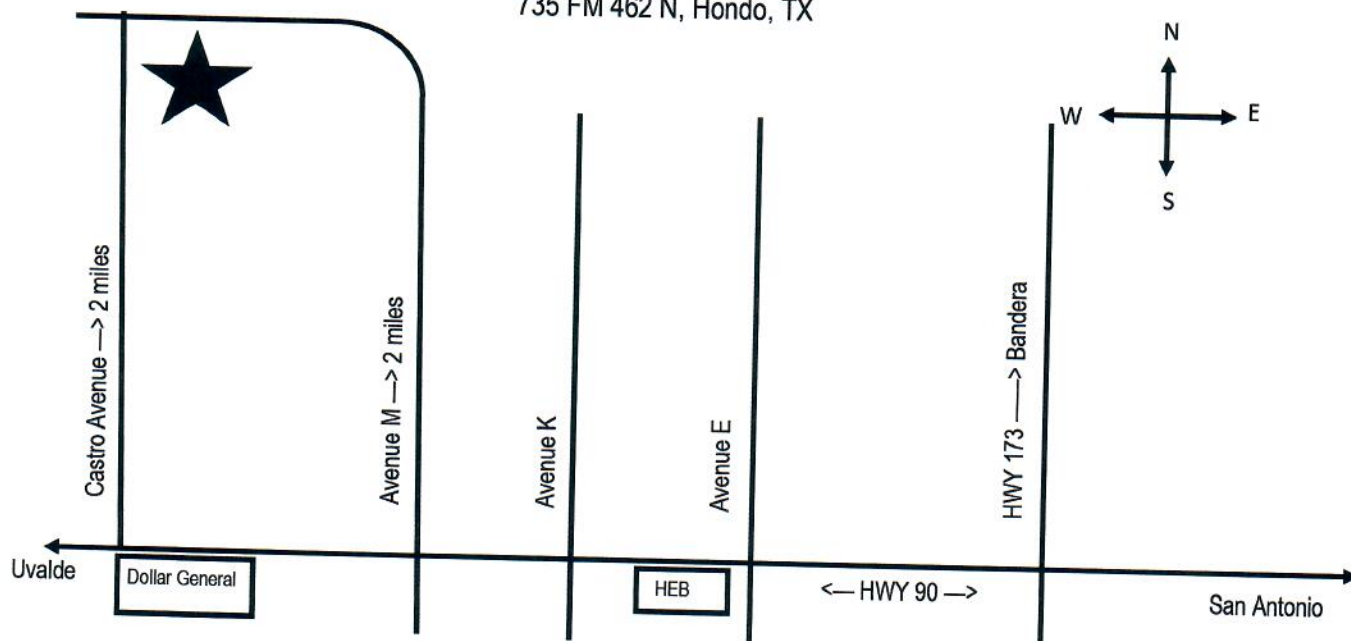 735 FM 462 N, Hondo, TX
N
W
E
S
Castro Avenue —> 2 miles
Avenue M —> 2 miles
Avenue K
Avenue E
HWY 173 ——> Bandera
Uvalde
Dollar General
HEB
<— HWY 90 —>
San Antonio